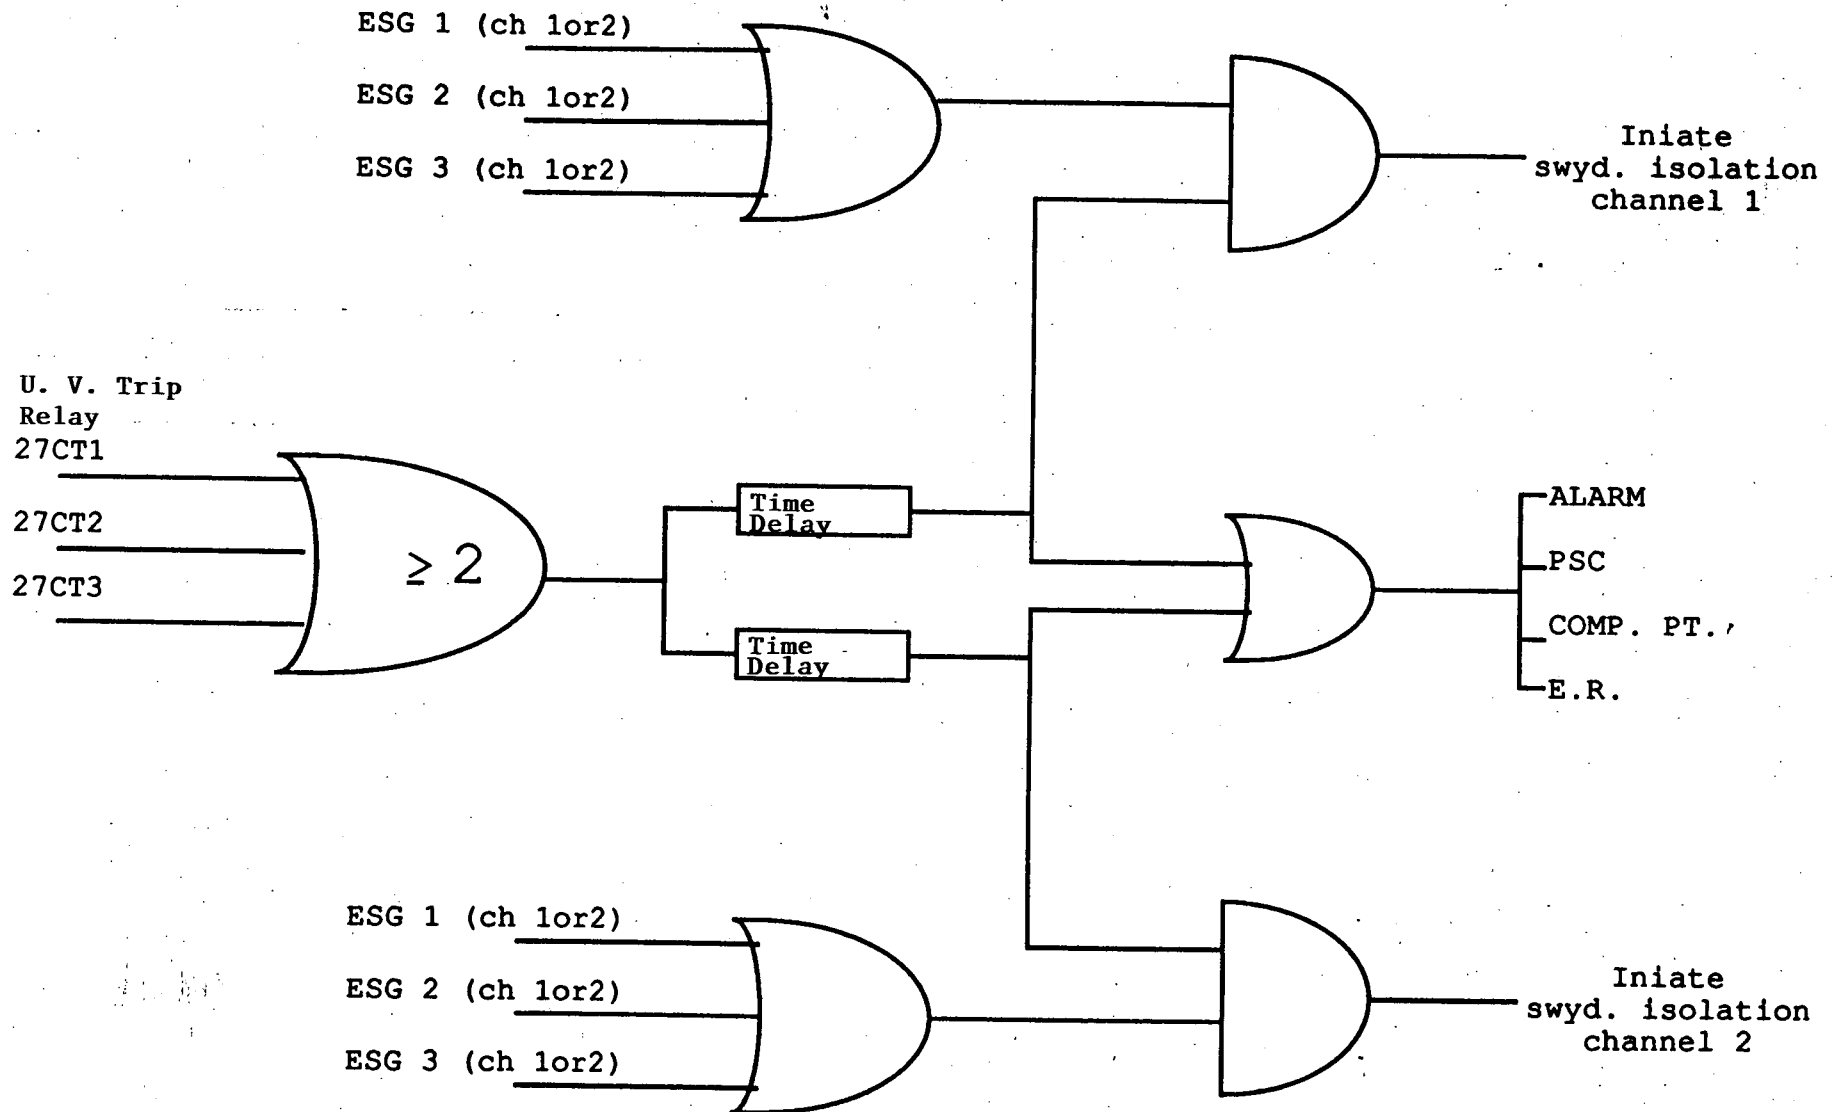 ESG 1 (ch 1or2)
ESG 2 (ch 1or2)
ESG 3 (ch 1or2)
Iniate
swyd. isolation
channel 1
U. V. Trip
Relay
27CT1
27CT2
27CT3
≥ 2
Time
Delay
Time
Delay
ALARM
PSC
COMP. PT.
E.R.
ESG 1 (ch 1or2)
ESG 2 (ch 1or2)
ESG 3 (ch 1or2)
Iniate
swyd. isolation
channel 2